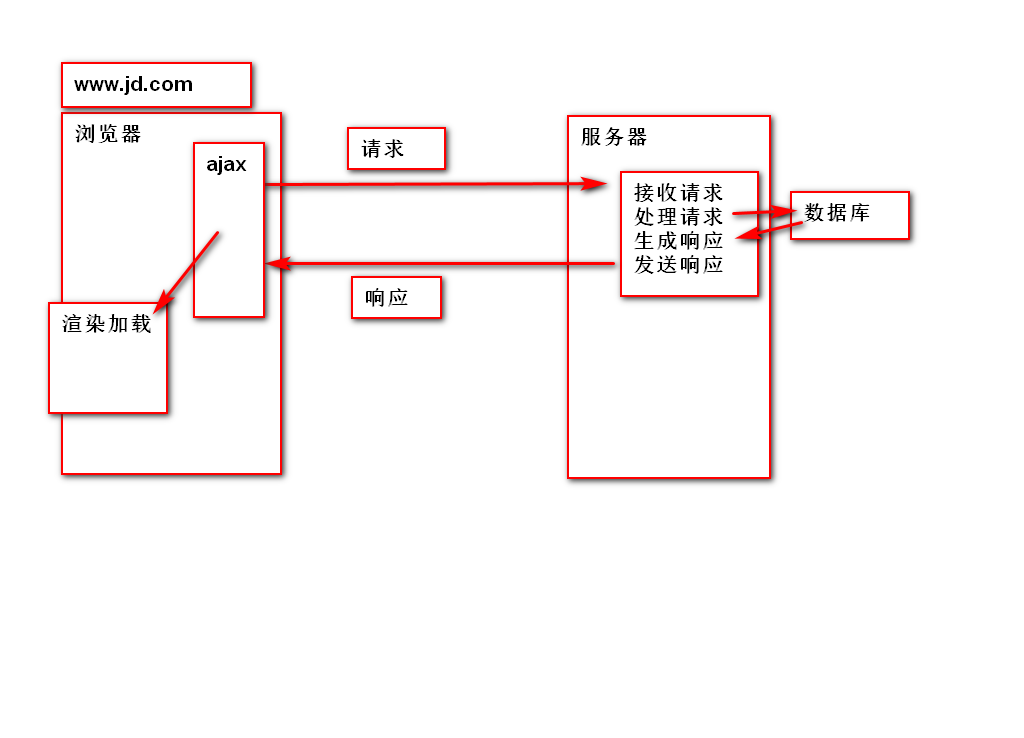 www.jd.com
浏览器
ajax
请求
服务器
接收请求
处理请求
生成响应
发送响应
数据库
响应
渲染加载